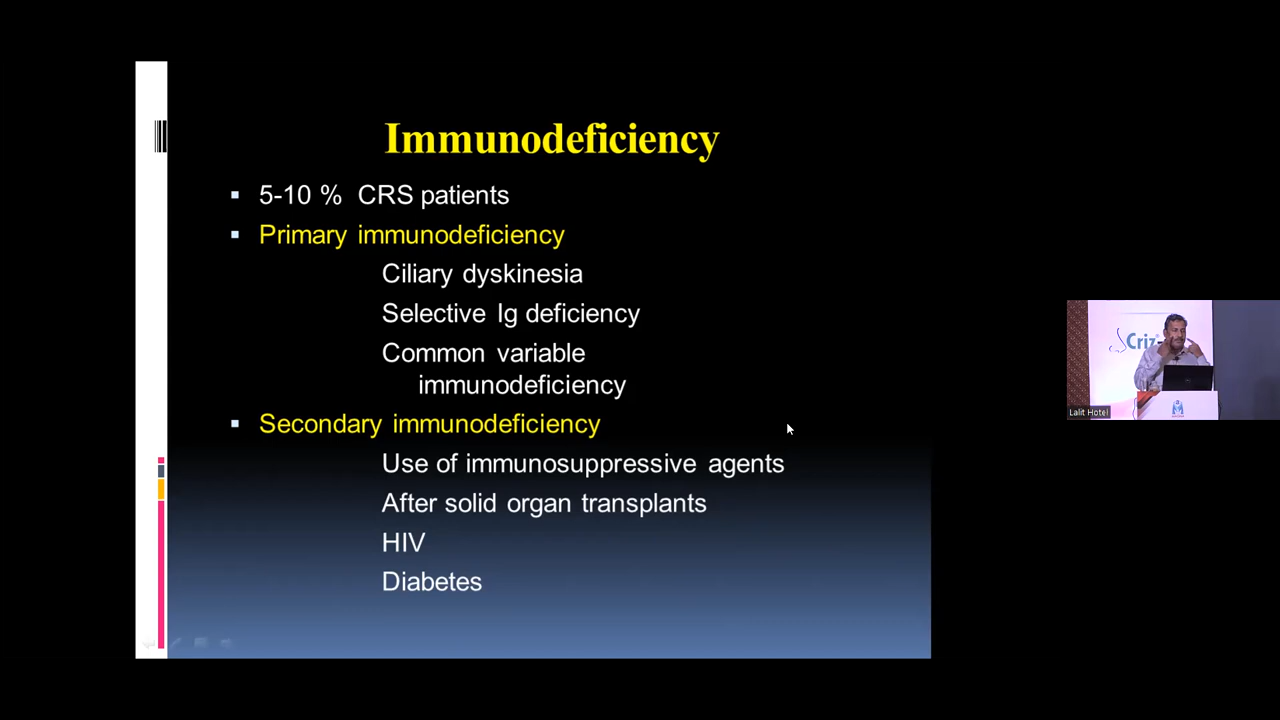 Immunodeficiency
5-10 % CRS patients
Primary immunodeficiency
Ciliary dyskinesia
Selective Ig deficiency
Common variable
immunodeficiency
Secondary immunodeficiency
Use of immunosuppressive agents
After solid organ transplants
HIV
Diabetes
Criz
Lalit Hotel